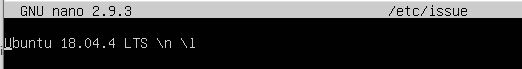 GNU nano 2.9.3 /etc/issue
Ubuntu 18.04.4 LTS \n \l